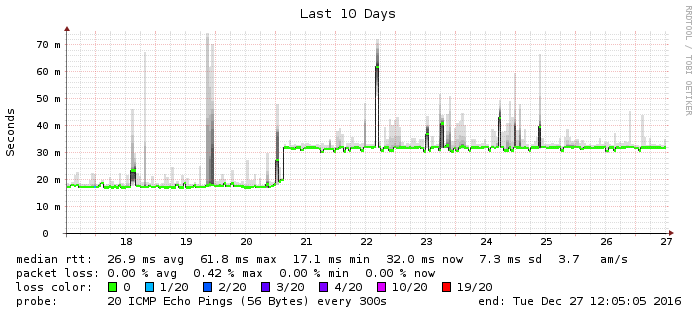 Last 10 Days
RRDTOOL / TOBI OETIKER
Seconds
70 m
60 m
50 m
40 m
30 m
20 m
10 m
0
18 19 20 21 22 23 24 25 26 27
median rtt: 26.9 ms avg 61.8 ms max 17.1 ms min 32.0 ms now 7.3 ms sd 3.7 am/s
packet loss: 0.00 % avg 0.42 % max 0.00 % min 0.00 % now
loss color: 0 1/20 2/20 3/20 4/20 10/20 19/20
probe: 20 ICMP Echo Pings (56 Bytes) every 300s end: Tue Dec 27 12:05:05 2016